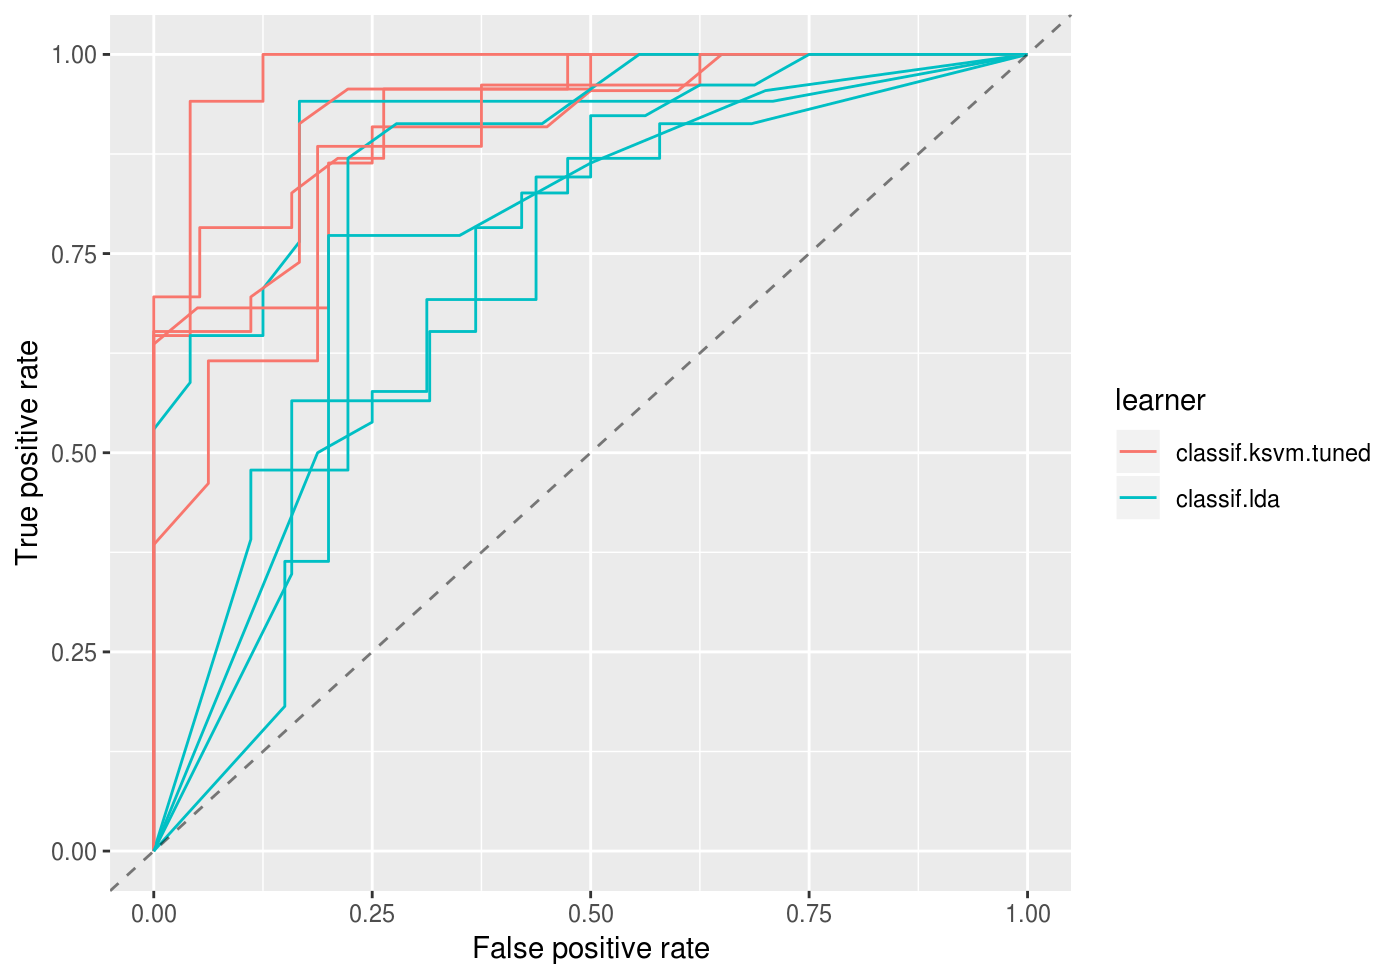 True positive rate
1.00
0.75
0.50
0.25
0.00
0.00 0.25 0.50 0.75 1.00
False positive rate
learner
classif.ksvm.tuned
classif.lda